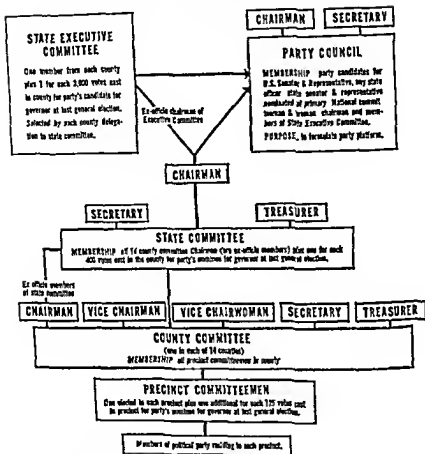 STATE EXECUTIVE
COMMITTEE
One member from each county
plus 1 for each 3,000 votes cast
in county for party's candidate for
governor at last general election.
Selected by each county delega-
tion to state committee.
CHAIRMAN
SECRETARY
PARTY COUNCIL
MEMBERSHIP party candidates for
U.S. Senator & Representative, any state
officer state senator & representative
nominated at primary National commit
teeman & woman chairman and mem-
bers of State Executive Committee.
PURPOSE, to formulate party platform.
Ex-officio chairman of
Executive Committee
CHAIRMAN
SECRETARY
TREASURER
STATE COMMITTEE
MEMBERSHIP all 14 county committee Chairmen (are ex-officio members) plus one for each
400 votes cast in the county for party's nominee for governor at last general election.
Ex officio members
of state committee
CHAIRMAN
VICE CHAIRMAN
VICE CHAIRWOMAN
SECRETARY
TREASURER
COUNTY COMMITTEE
(one in each of 14 counties)
MEMBERSHIP all precinct committeemen in county
PRECINCT COMMITTEEMEN
One elected in each precinct plus one additional for each 125 votes cast
in precinct for party's nominee for governor at last general election.
Members of political party residing in each precinct.